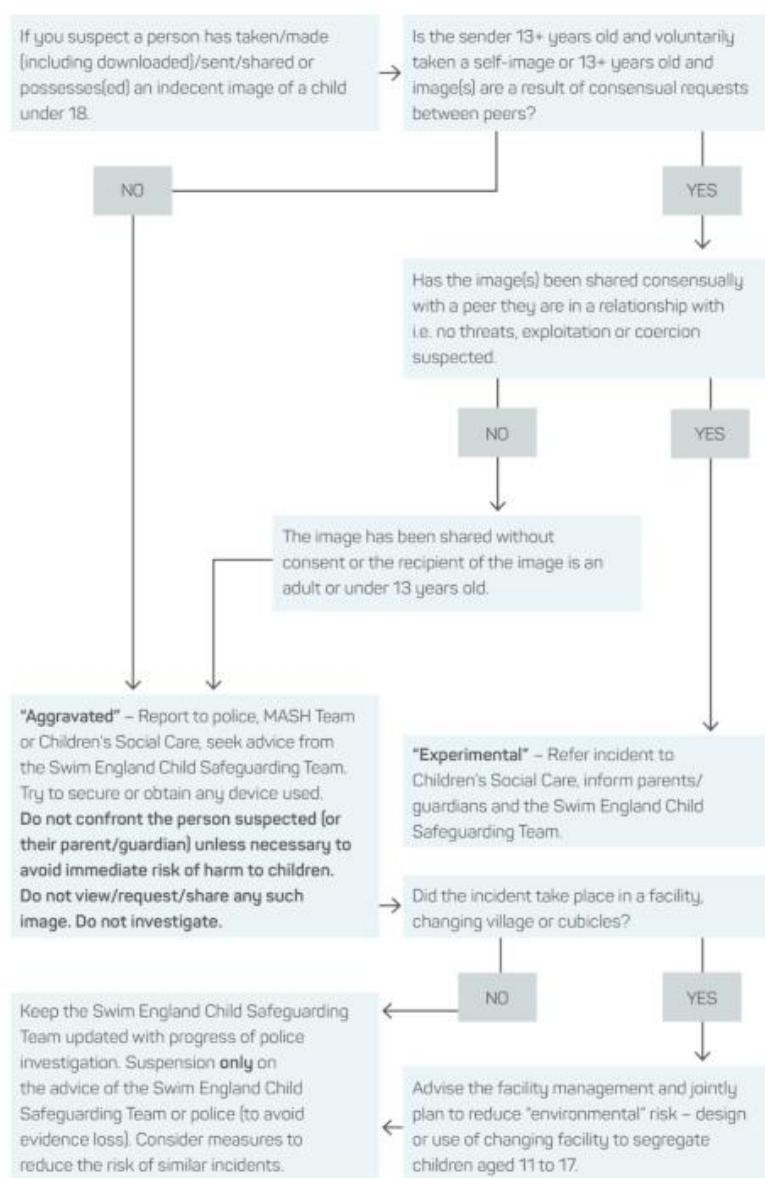 If you suspect a person has taken/made
(including downloaded)/sent/shared or
possesses(ed) an indecent image of a child
under 18.
Is the sender 13+ years old and voluntarily
taken a self-image or 13+ years old and
image(s) are a result of consensual requests
between peers?
NO
YES
Has the image(s) been shared consensually
with a peer they are in a relationship with
i.e. no threats, exploitation or coercion
suspected.
NO
YES
The image has been shared without
consent or the recipient of the image is an
adult or under 13 years old.
"Aggravated" – Report to police, MASH Team
or Children's Social Care, seek advice from
the Swim England Child Safeguarding Team.
Try to secure or obtain any device used.
Do not confront the person suspected (or
their parent/guardian) unless necessary to
avoid immediate risk of harm to children.
Do not view/request/share any such
image. Do not investigate.
"Experimental" – Refer incident to
Children's Social Care, inform parents/
guardians and the Swim England Child
Safeguarding Team.
Did the incident take place in a facility,
changing village or cubicles?
NO
YES
Keep the Swim England Child Safeguarding
Team updated with progress of police
investigation. Suspension only on
the advice of the Swim England Child
Safeguarding Team or police (to avoid
evidence loss). Consider measures to
reduce the risk of similar incidents.
Advise the facility management and jointly
plan to reduce "environmental" risk – design
or use of changing facility to segregate
children aged 11 to 17.